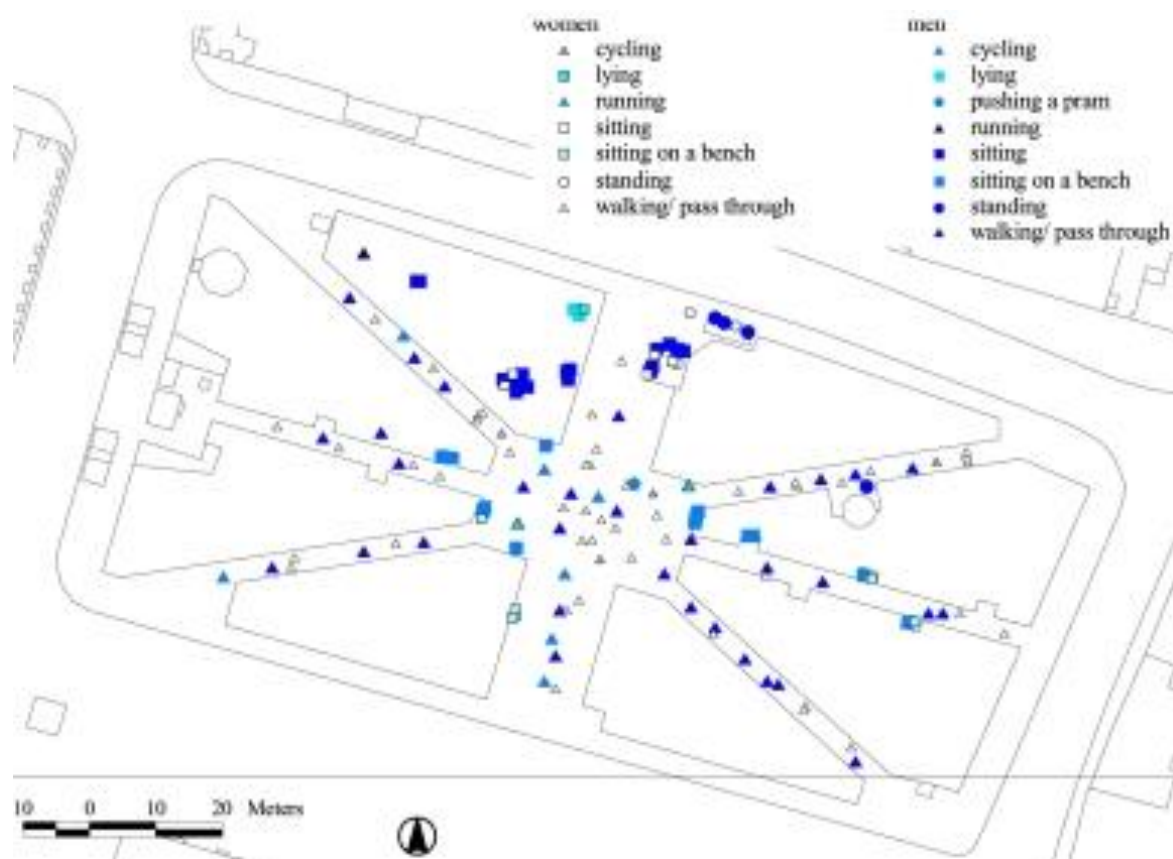 women
cycling
lying
running
sitting
sitting on a bench
standing
walking/ pass through
men
cycling
lying
pushing a pram
running
sitting
sitting on a bench
standing
walking/ pass through
10 0 10 20 Meters